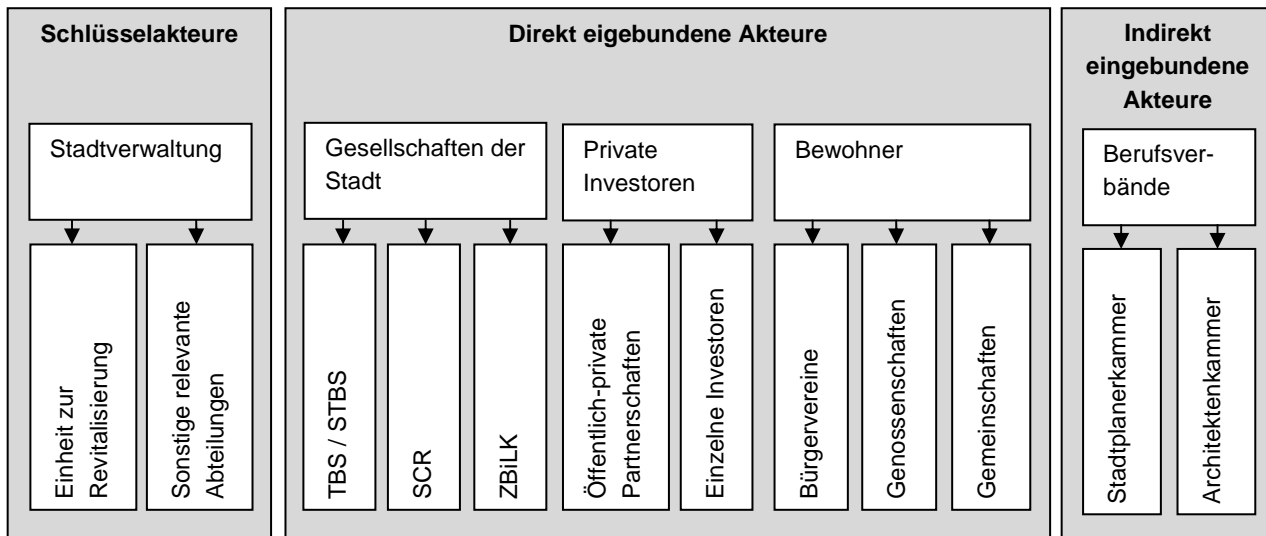 Schlüsselakteure
Stadtverwaltung
Einheit zur
Revitalisierung
Sonstige relevante
Abteilungen
Direkt eigebundene Akteure
Gesellschaften der
Stadt
TBS / STBS
SCR
ZBiLK
Private
Investoren
Öffentlich-private
Partnerschaften
Einzelne Investoren
Bewohner
Bürgervereine
Genossenschaften
Gemeinschaften
Indirekt
eingebundene
Akteure
Berufsver-
bände
Stadtplanerkammer
Architektenkammer